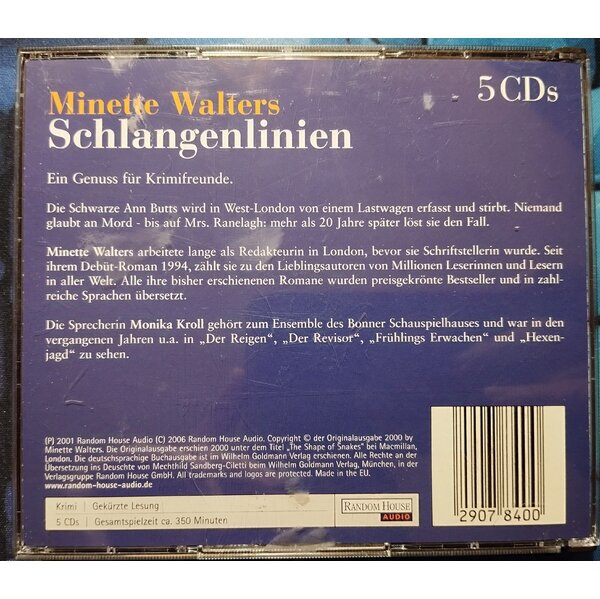 Minette Walters
5 CDs
Schlangenlinien
Ein Genuss für Krimifreunde.
Die Schwarze Ann Butts wird in West-London von einem Lastwagen erfasst und stirbt. Niemand
glaubt an Mord - bis auf Mrs. Ranelagh: mehr als 20 Jahre später löst sie den Fall.
Minette Walters arbeitete lange als Redakteurin in London, bevor sie Schriftstellerin wurde. Seit
ihrem Debüt-Roman 1994, zählt sie zu den Lieblingsautoren von Millionen Leserinnen und Lesern
in aller Welt. Alle ihre bisher erschienenen Romane wurden preisgekrönte Bestseller und in zahl-
reiche Sprachen übersetzt.
Die Sprecherin Monika Kroll gehört zum Ensemble des Bonner Schauspielhauses und war in den
vergangenen Jahren u.a. in „Der Reigen“, „Der Revisor“, „Frühlings Erwachen“ und „Hexen-
jagd“ zu sehen.
(P) 2001 Random House Audio (C) 2006 Random House Audio. Copyright © der Originalausgabe 2000 by
Minette Walters. Die Originalausgabe erschien 2000 unter dem Titel „The Shape of Snakes“ bei Macmillan,
London. Die deutschsprachige Buchausgabe ist im Wilhelm Goldmann Verlag erschienen. Alle Rechte an der
Übersetzung ins Deutsche von Mechthild Sandberg-Ciletti beim Wilhelm Goldmann Verlag, München, in der
Verlagsgruppe Random House GmbH. All trademarks and logos are protected. Made in the EU.
www.random-house-audio.de
Krimi | Gekürzte Lesung
5 CDs | Gesamtspielzeit ca. 350 Minuten
RANDOM HOUSE
AUDIO
2907 8400